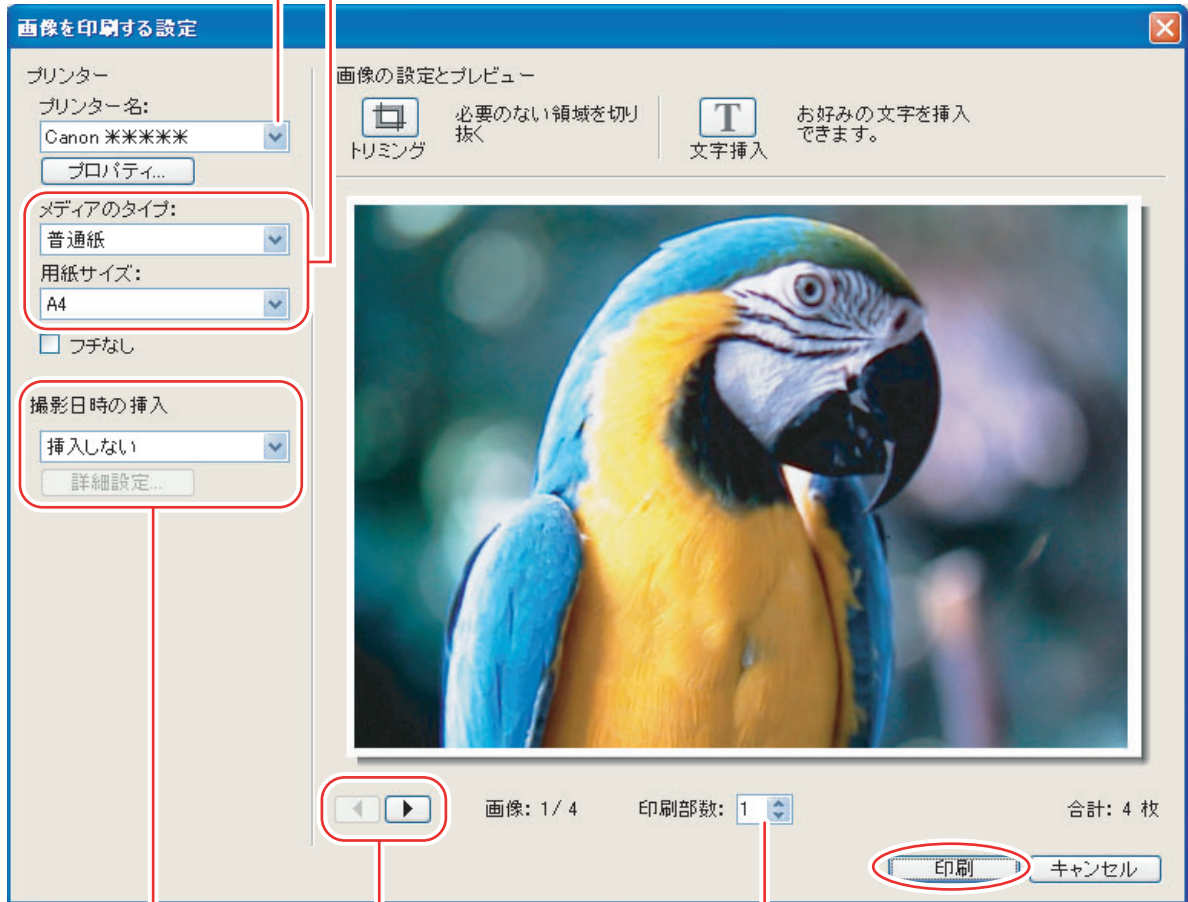 画像を印刷する設定
プリンター
プリンター名:
Canon *****
プロパティ...
メディアのタイプ:
普通紙
用紙サイズ:
A4
フチなし
撮影日時の挿入
挿入しない
詳細設定...
画像の設定とプレビュー
トリミング
必要のない領域を切り
抜く
T
文字挿入
お好みの文字を挿入
できます。
画像: 1/ 4
印刷部数: 1
合計: 4 枚
印刷
キャンセル